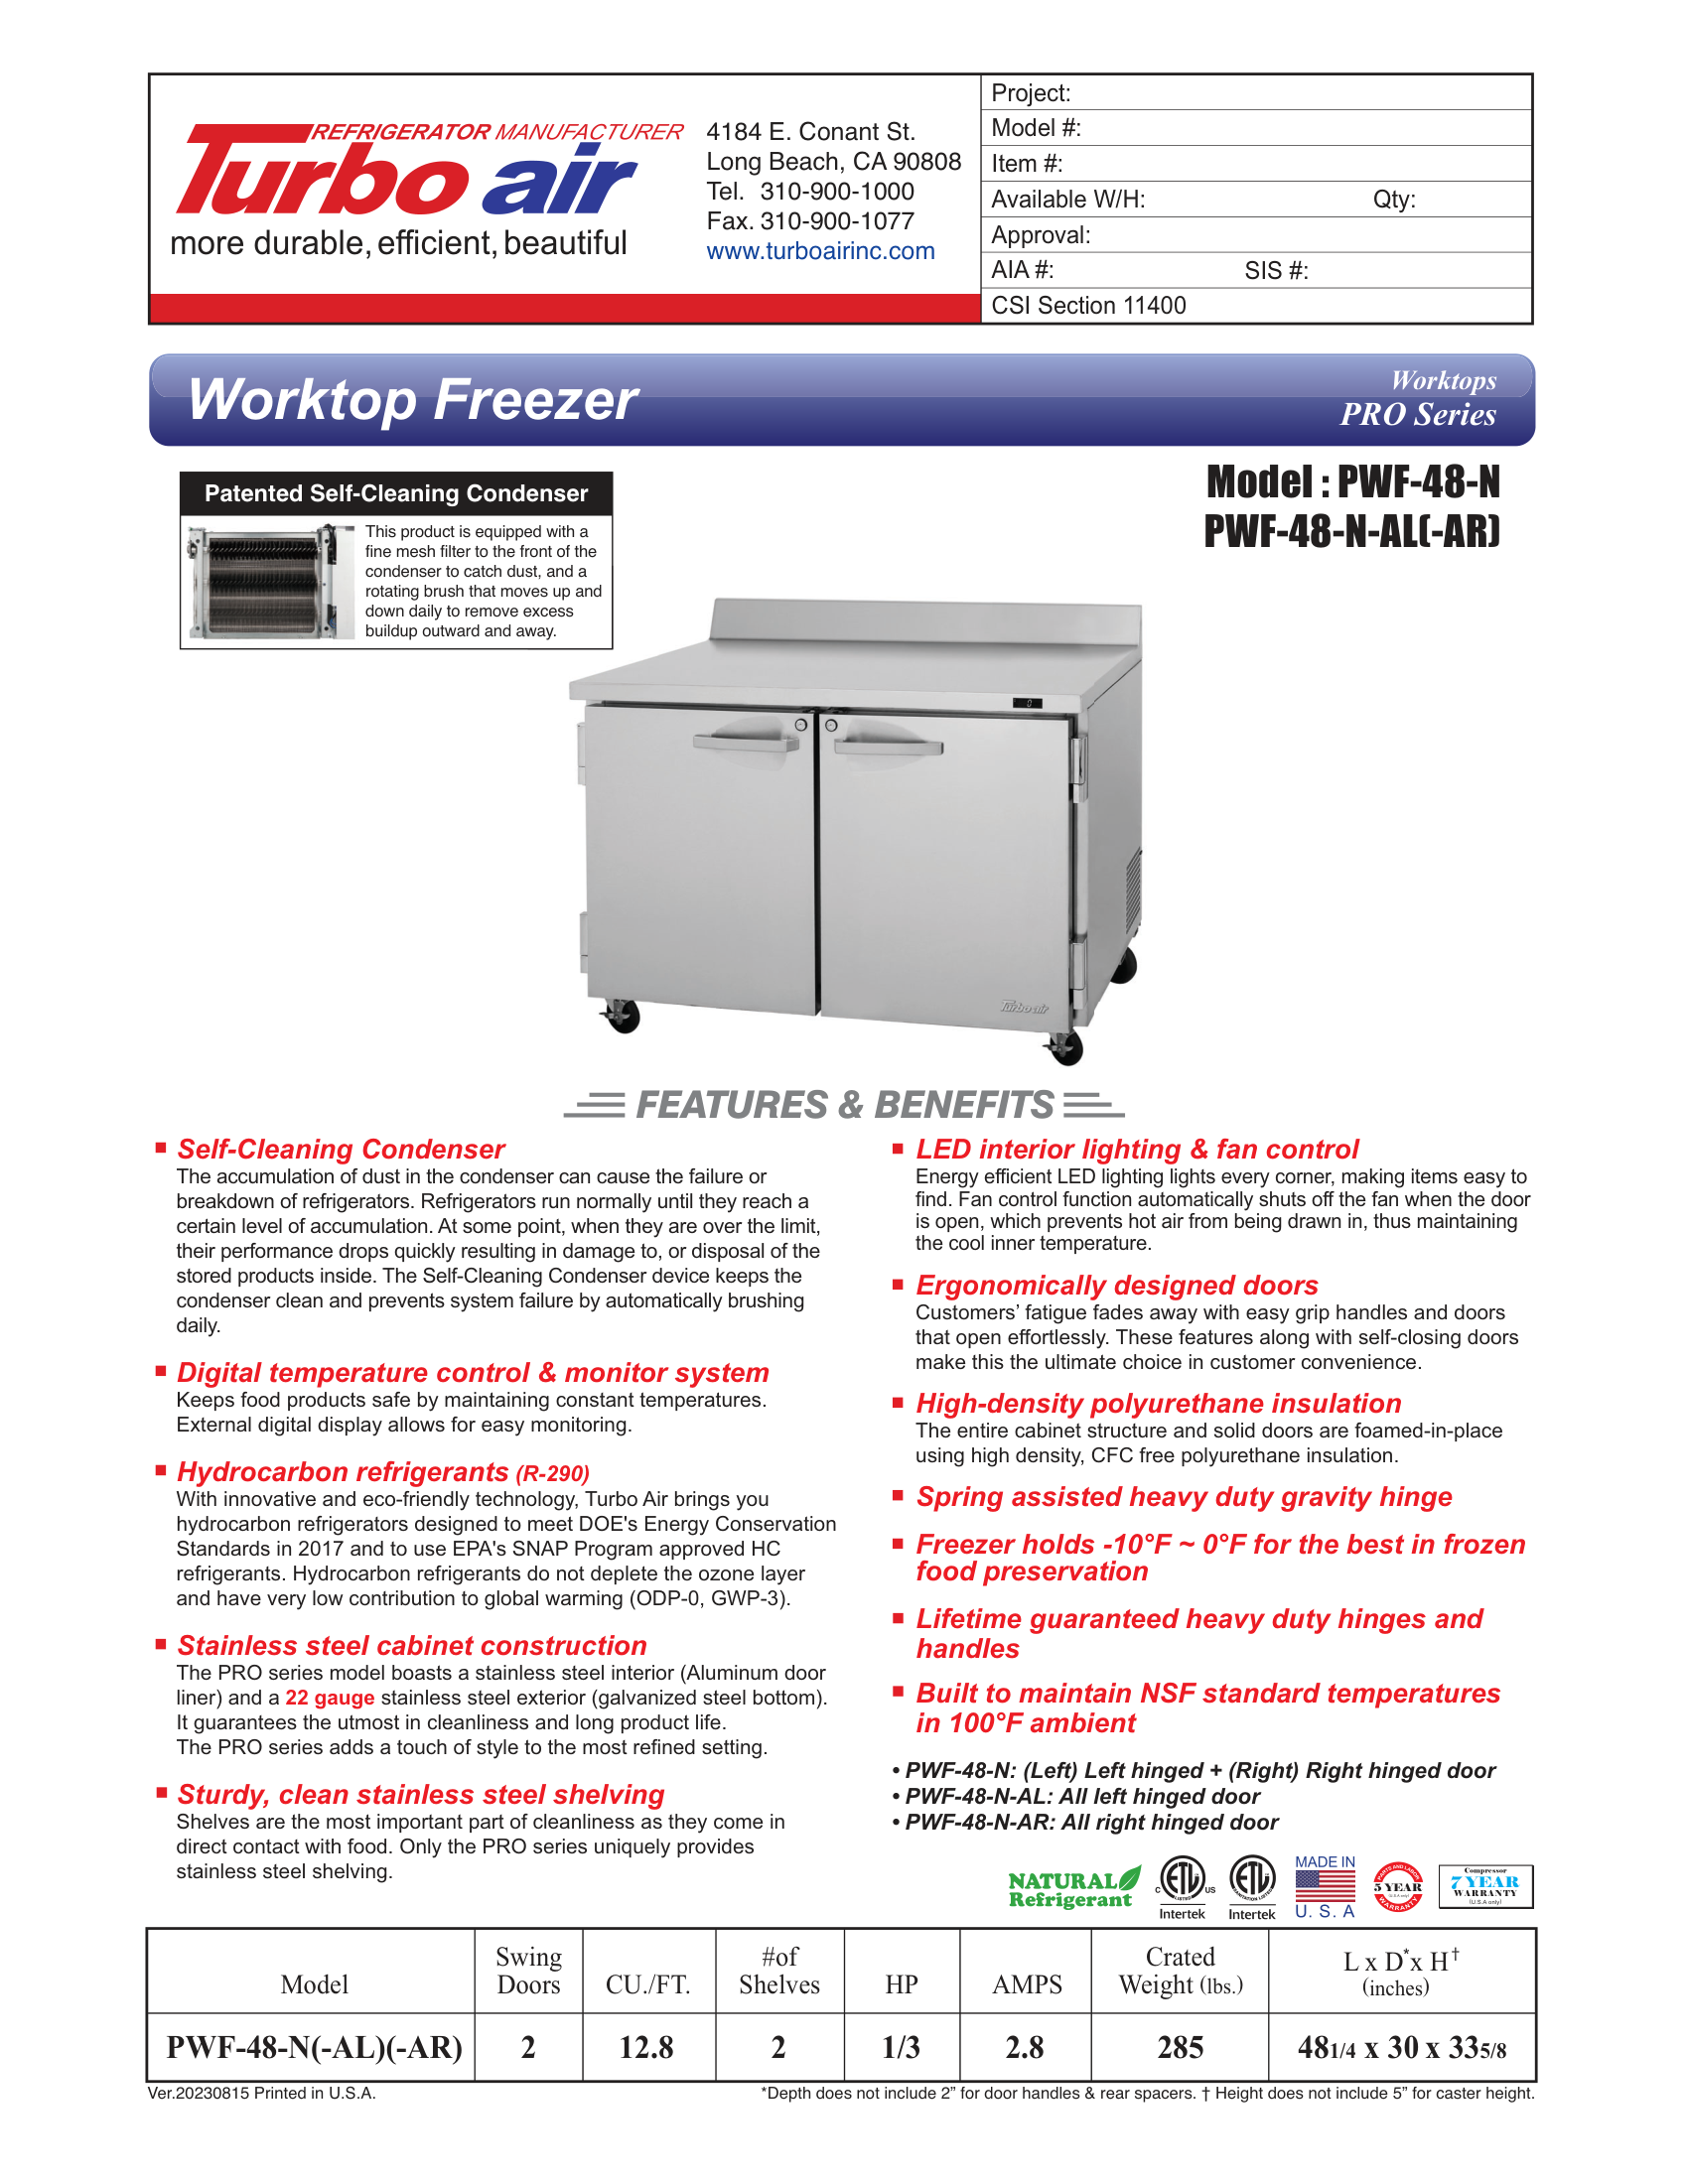 REFRIGERATOR MANUFACTURER
Turbo air
more durable, efficient, beautiful
4184 E. Conant St.
Long Beach, CA 90808
Tel. 310-900-1000
Fax. 310-900-1077
www.turboairinc.com
Project:
Model #:
Item #:
Available W/H: Qty:
Approval:
AIA #: SIS #:
CSI Section 11400
Worktop Freezer
Worktops
PRO Series
Patented Self-Cleaning Condenser
This product is equipped with a
fine mesh filter to the front of the
condenser to catch dust, and a
rotating brush that moves up and
down daily to remove excess
buildup outward and away.
Model : PWF-48-N
PWF-48-N-AL(-AR)
Turbo air
FEATURES & BENEFITS
■ Self-Cleaning Condenser
The accumulation of dust in the condenser can cause the failure or
breakdown of refrigerators. Refrigerators run normally until they reach a
certain level of accumulation. At some point, when they are over the limit,
their performance drops quickly resulting in damage to, or disposal of the
stored products inside. The Self-Cleaning Condenser device keeps the
condenser clean and prevents system failure by automatically brushing
daily.
■ Digital temperature control & monitor system
Keeps food products safe by maintaining constant temperatures.
External digital display allows for easy monitoring.
■ Hydrocarbon refrigerants (R-290)
With innovative and eco-friendly technology, Turbo Air brings you
hydrocarbon refrigerators designed to meet DOE's Energy Conservation
Standards in 2017 and to use EPA's SNAP Program approved HC
refrigerants. Hydrocarbon refrigerants do not deplete the ozone layer
and have very low contribution to global warming (ODP-0, GWP-3).
■ Stainless steel cabinet construction
The PRO series model boasts a stainless steel interior (Aluminum door
liner) and a 22 gauge stainless steel exterior (galvanized steel bottom).
It guarantees the utmost in cleanliness and long product life.
The PRO series adds a touch of style to the most refined setting.
■ Sturdy, clean stainless steel shelving
Shelves are the most important part of cleanliness as they come in
direct contact with food. Only the PRO series uniquely provides
stainless steel shelving.
■ LED interior lighting & fan control
Energy efficient LED lighting lights every corner, making items easy to
find. Fan control function automatically shuts off the fan when the door
is open, which prevents hot air from being drawn in, thus maintaining
the cool inner temperature.
■ Ergonomically designed doors
Customers’ fatigue fades away with easy grip handles and doors
that open effortlessly. These features along with self-closing doors
make this the ultimate choice in customer convenience.
■ High-density polyurethane insulation
The entire cabinet structure and solid doors are foamed-in-place
using high density, CFC free polyurethane insulation.
■ Spring assisted heavy duty gravity hinge
■ Freezer holds -10°F ~ 0°F for the best in frozen
food preservation
■ Lifetime guaranteed heavy duty hinges and
handles
■ Built to maintain NSF standard temperatures
in 100°F ambient
• PWF-48-N: (Left) Left hinged + (Right) Right hinged door
• PWF-48-N-AL: All left hinged door
• PWF-48-N-AR: All right hinged door
NATURAL
Refrigerant
C ETL US
LISTED
Intertek
ETL
SANITATION LISTED
Intertek
MADE IN
U. S. A
PARTS AND LABOR
5 YEAR
(U.S.A only)
WARRANTY
Compressor
7 YEAR
WARRANTY
(U.S.A only)
Model Swing Doors CU./FT. #of Shelves HP AMPS Crated Weight (lbs.) L x D* x H† (inches)
PWF-48-N(-AL)(-AR) 2 12.8 2 1/3 2.8 285 481/4 x 30 x 335/8
Ver.20230815 Printed in U.S.A.
*Depth does not include 2” for door handles & rear spacers. † Height does not include 5” for caster height.